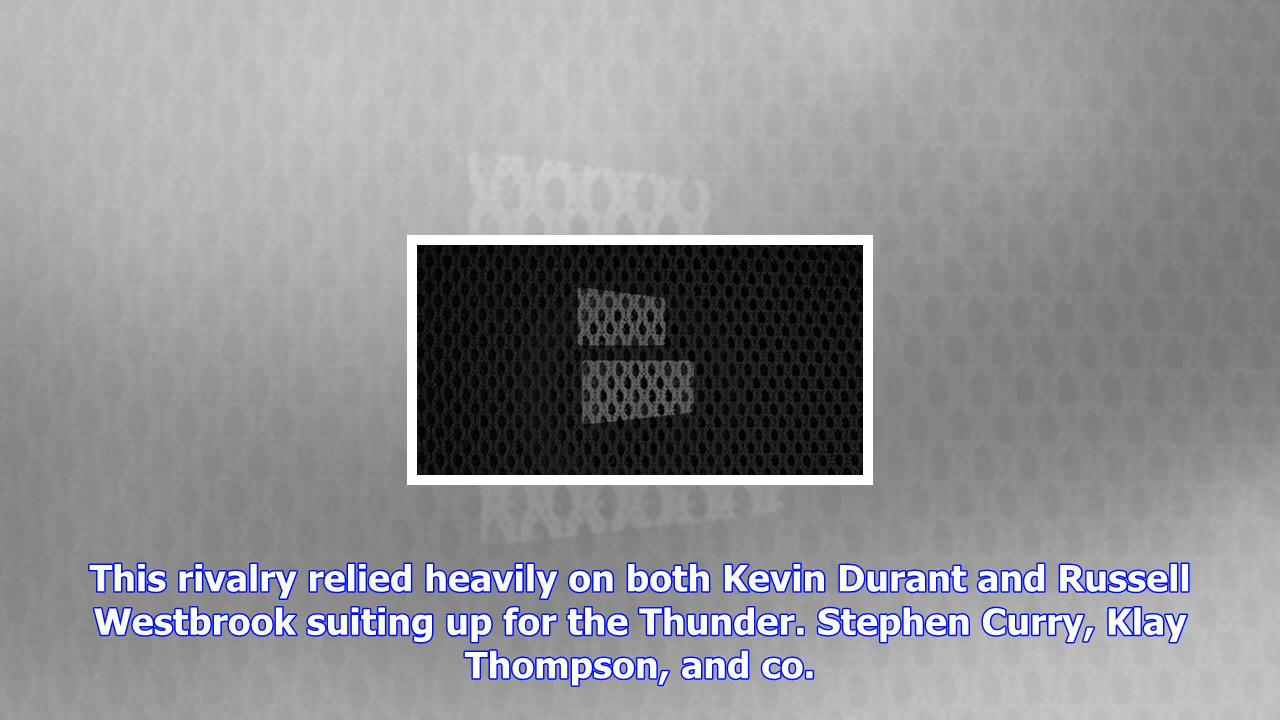 This rivalry relied heavily on both Kevin Durant and Russell
Westbrook suiting up for the Thunder. Stephen Curry, Klay
Thompson, and co.